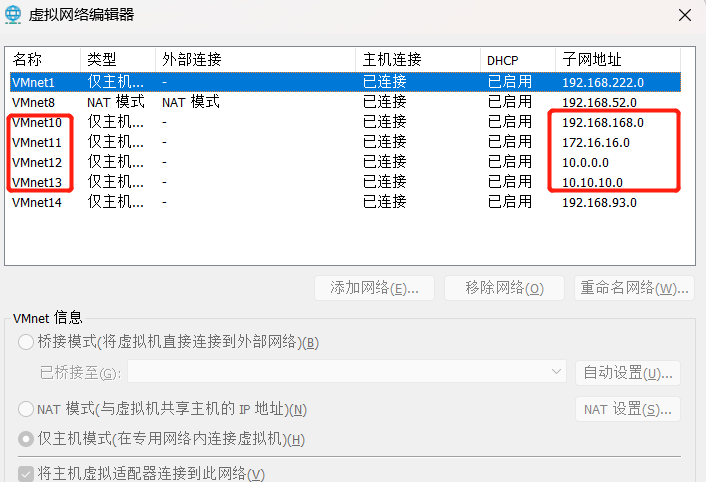 虚拟网络编辑器
名称 类型 外部连接 主机连接 DHCP 子网地址
VMnet1 仅主机... - 已连接 已启用 192.168.222.0
VMnet8 NAT 模式 NAT 模式 已连接 已启用 192.168.52.0
VMnet10 仅主机... - 已连接 已启用 192.168.168.0
VMnet11 仅主机... - 已连接 已启用 172.16.16.0
VMnet12 仅主机... - 已连接 已启用 10.0.0.0
VMnet13 仅主机... - 已连接 已启用 10.10.10.0
VMnet14 仅主机... - 已连接 已启用 192.168.93.0
添加网络(E)... 移除网络(O) 重命名网络(W)...
VMnet 信息
桥接模式(将虚拟机直接连接到外部网络)(B)
已桥接至(G): 自动设置(U)...
NAT 模式(与虚拟机共享主机的 IP 地址)(N) NAT 设置(S)...
仅主机模式(在专用网络内连接虚拟机)(H)
将主机虚拟适配器连接到此网络(V)